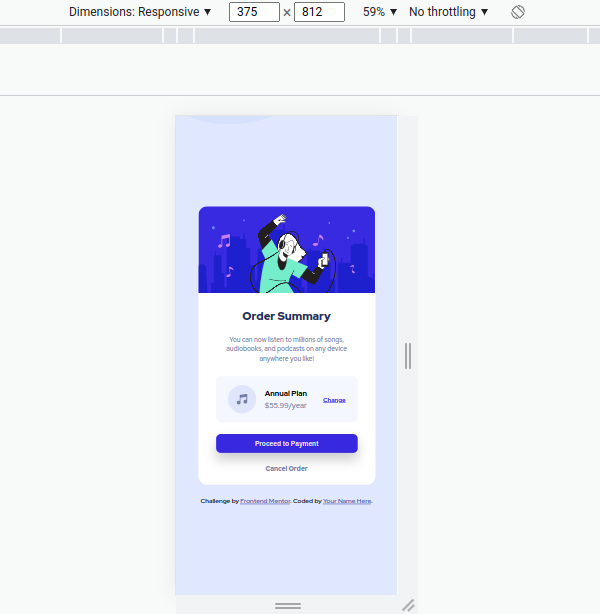 Dimensions: Responsive ▼ 375 × 812 59% ▼ No throttling ▼
Order Summary
You can now listen to millions of songs,
audiobooks, and podcasts on any device
anywhere you like!
Annual Plan
$55.99/year
Change
Proceed to Payment
Cancel Order
Challenge by Frontend Mentor. Coded by Your Name Here.